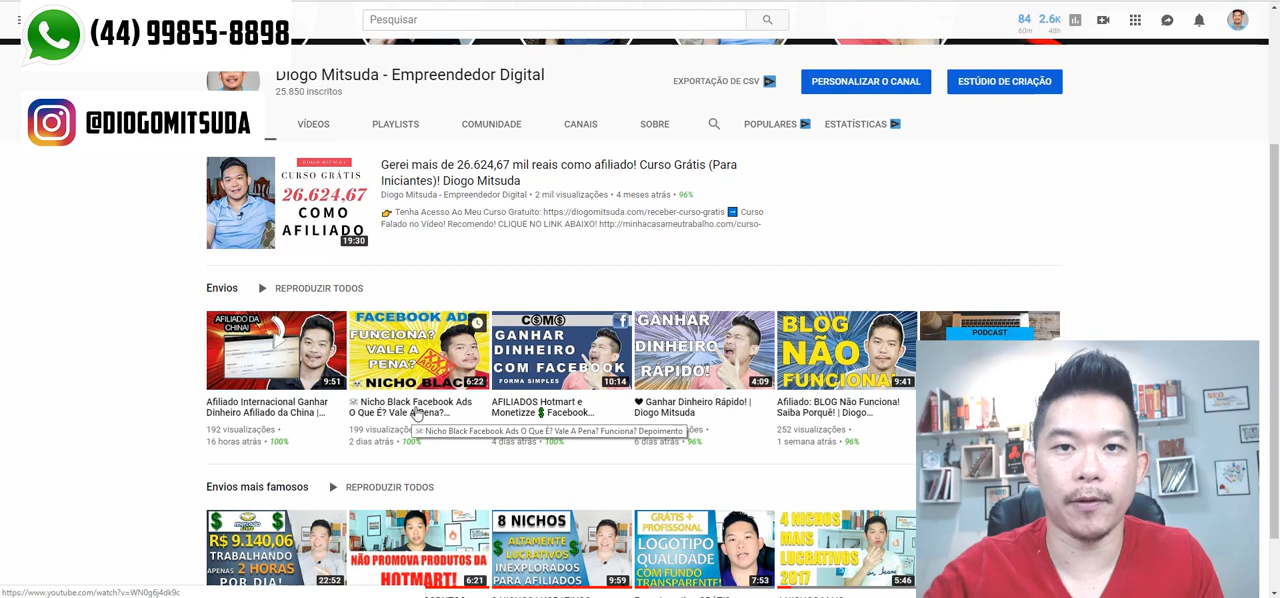 (44) 99855-8898
Pesquisar
84
2.6K
60m
48h
Diogo Mitsuda - Empreendedor Digital
25.850 inscritos
EXPORTAÇÃO DE CSV
PERSONALIZAR O CANAL
ESTÚDIO DE CRIAÇÃO
@DIOGOMITSUDA
VÍDEOS
PLAYLISTS
COMUNIDADE
CANAIS
SOBRE
POPULARES
ESTATÍSTICAS
DIOGO MITSUDA
CURSO GRÁTIS
26.624,67
COMO
AFILIADO
19:30
Gerei mais de 26.624,67 mil reais como afiliado! Curso Grátis (Para
Iniciantes)! Diogo Mitsuda
Diogo Mitsuda - Empreendedor Digital • 2 mil visualizações • 4 meses atrás • 96%
👉 Tenha Acesso Ao Meu Curso Gratuito: https://diogomitsuda.com/receber-curso-gratis ➡ Curso
Falado no Vídeo! Recomendo! CLIQUE NO LINK ABAIXO! http://minhacasameutrabalho.com/curso-
Envios
REPRODUZIR TODOS
AFILIADO DA
CHINA!
9:51
FACEBOOK AD
FUNCIONA?
VALE A
PENA?
NICHO BLAC
6:22
COMO
GANHAR
DINHEIRO
COM FACEBOOK
FORMA SIMPLES
10:14
GANHAR
DINHEIRO
RÁPIDO!
4:09
BLOG
NÃO
FUNCIONA
9:41
PODCAST
Afiliado Internacional Ganhar
Dinheiro Afiliado da China |...
192 visualizações •
16 horas atrás • 100%
Nicho Black Facebook Ads
O Que É? Vale A Pena?...
199 visualizaçõe
2 dias atrás • 100%
AFILIADOS Hotmart e
Monetizze 💲 Facebook...
4 dias atrás • 100%
❤ Ganhar Dinheiro Rápido! |
Diogo Mitsuda
ões •
6 dias atrás • 96%
Afiliado: BLOG Não Funciona!
Saiba Porquê! | Diogo...
252 visualizações •
1 semana atrás • 96%
Nicho Black Facebook Ads O Que É? Vale A Pena? Funciona? Depoimento
Envios mais famosos
REPRODUZIR TODOS
R$ 9.140,06
TRABALHANDO
APENAS 2 HORAS
POR DIA!
22:52
NÃO PROMOVA PRODUTOS DA
HOTMART!
6:21
8 NICHOS
ALTAMENTE
LUCRATIVOS
INEXPLORADOS
PARA AFILIADOS
9:59
GRÁTIS +
PROFISSIONAL
LOGOTIPO
QUALIDADE
COM FUNDO
TRANSPARENTE!
7:53
4 NICHOS
MAIS
LUCRATIVOS
2017
5:46
SEO
https://www.youtube.com/watch?v=WN0g6j4dk9c